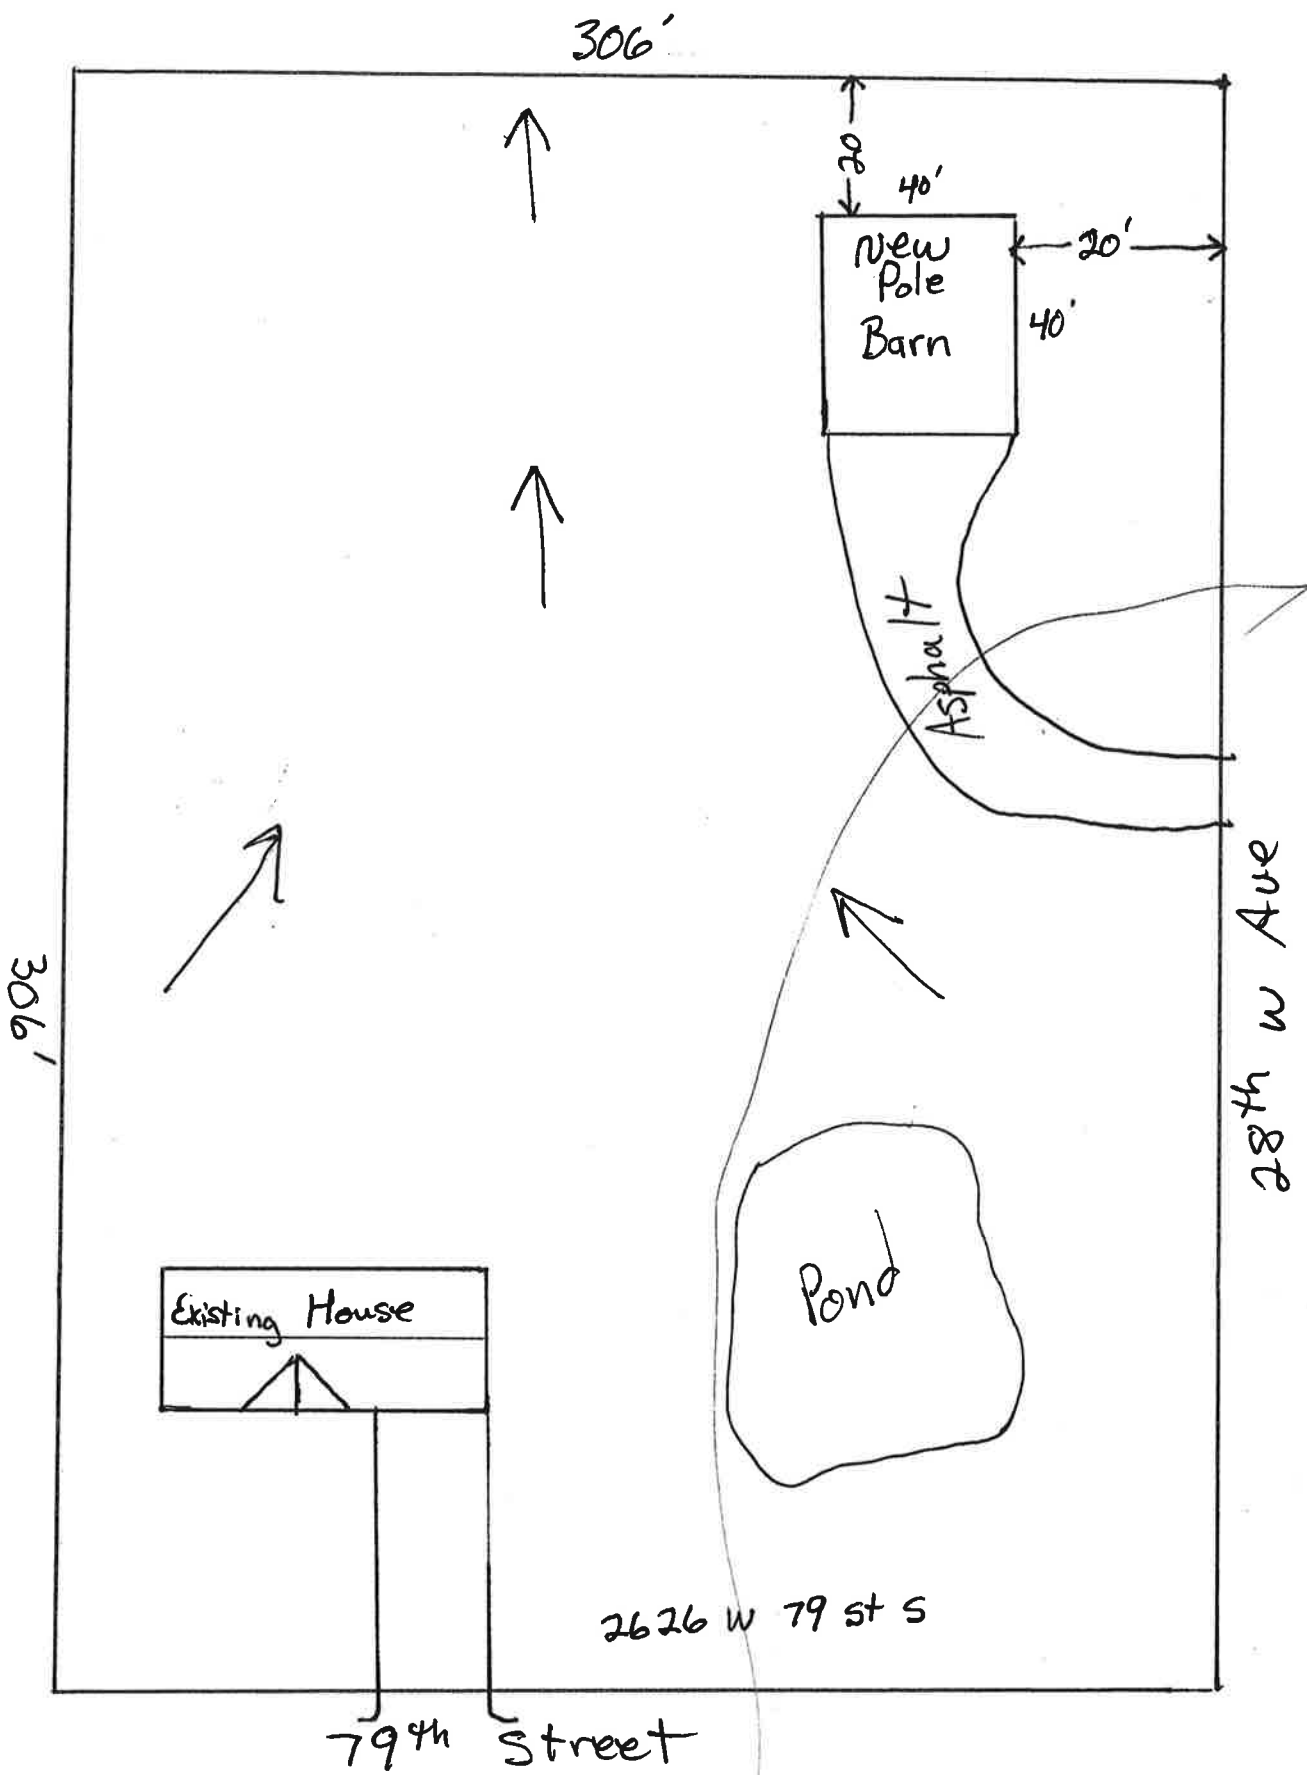 306'
20
40'
New
Pole
Barn
20'
40'
Asphalt
28th W Ave
306'
Existing House
Pond
2626 W 79 st S
79th Street